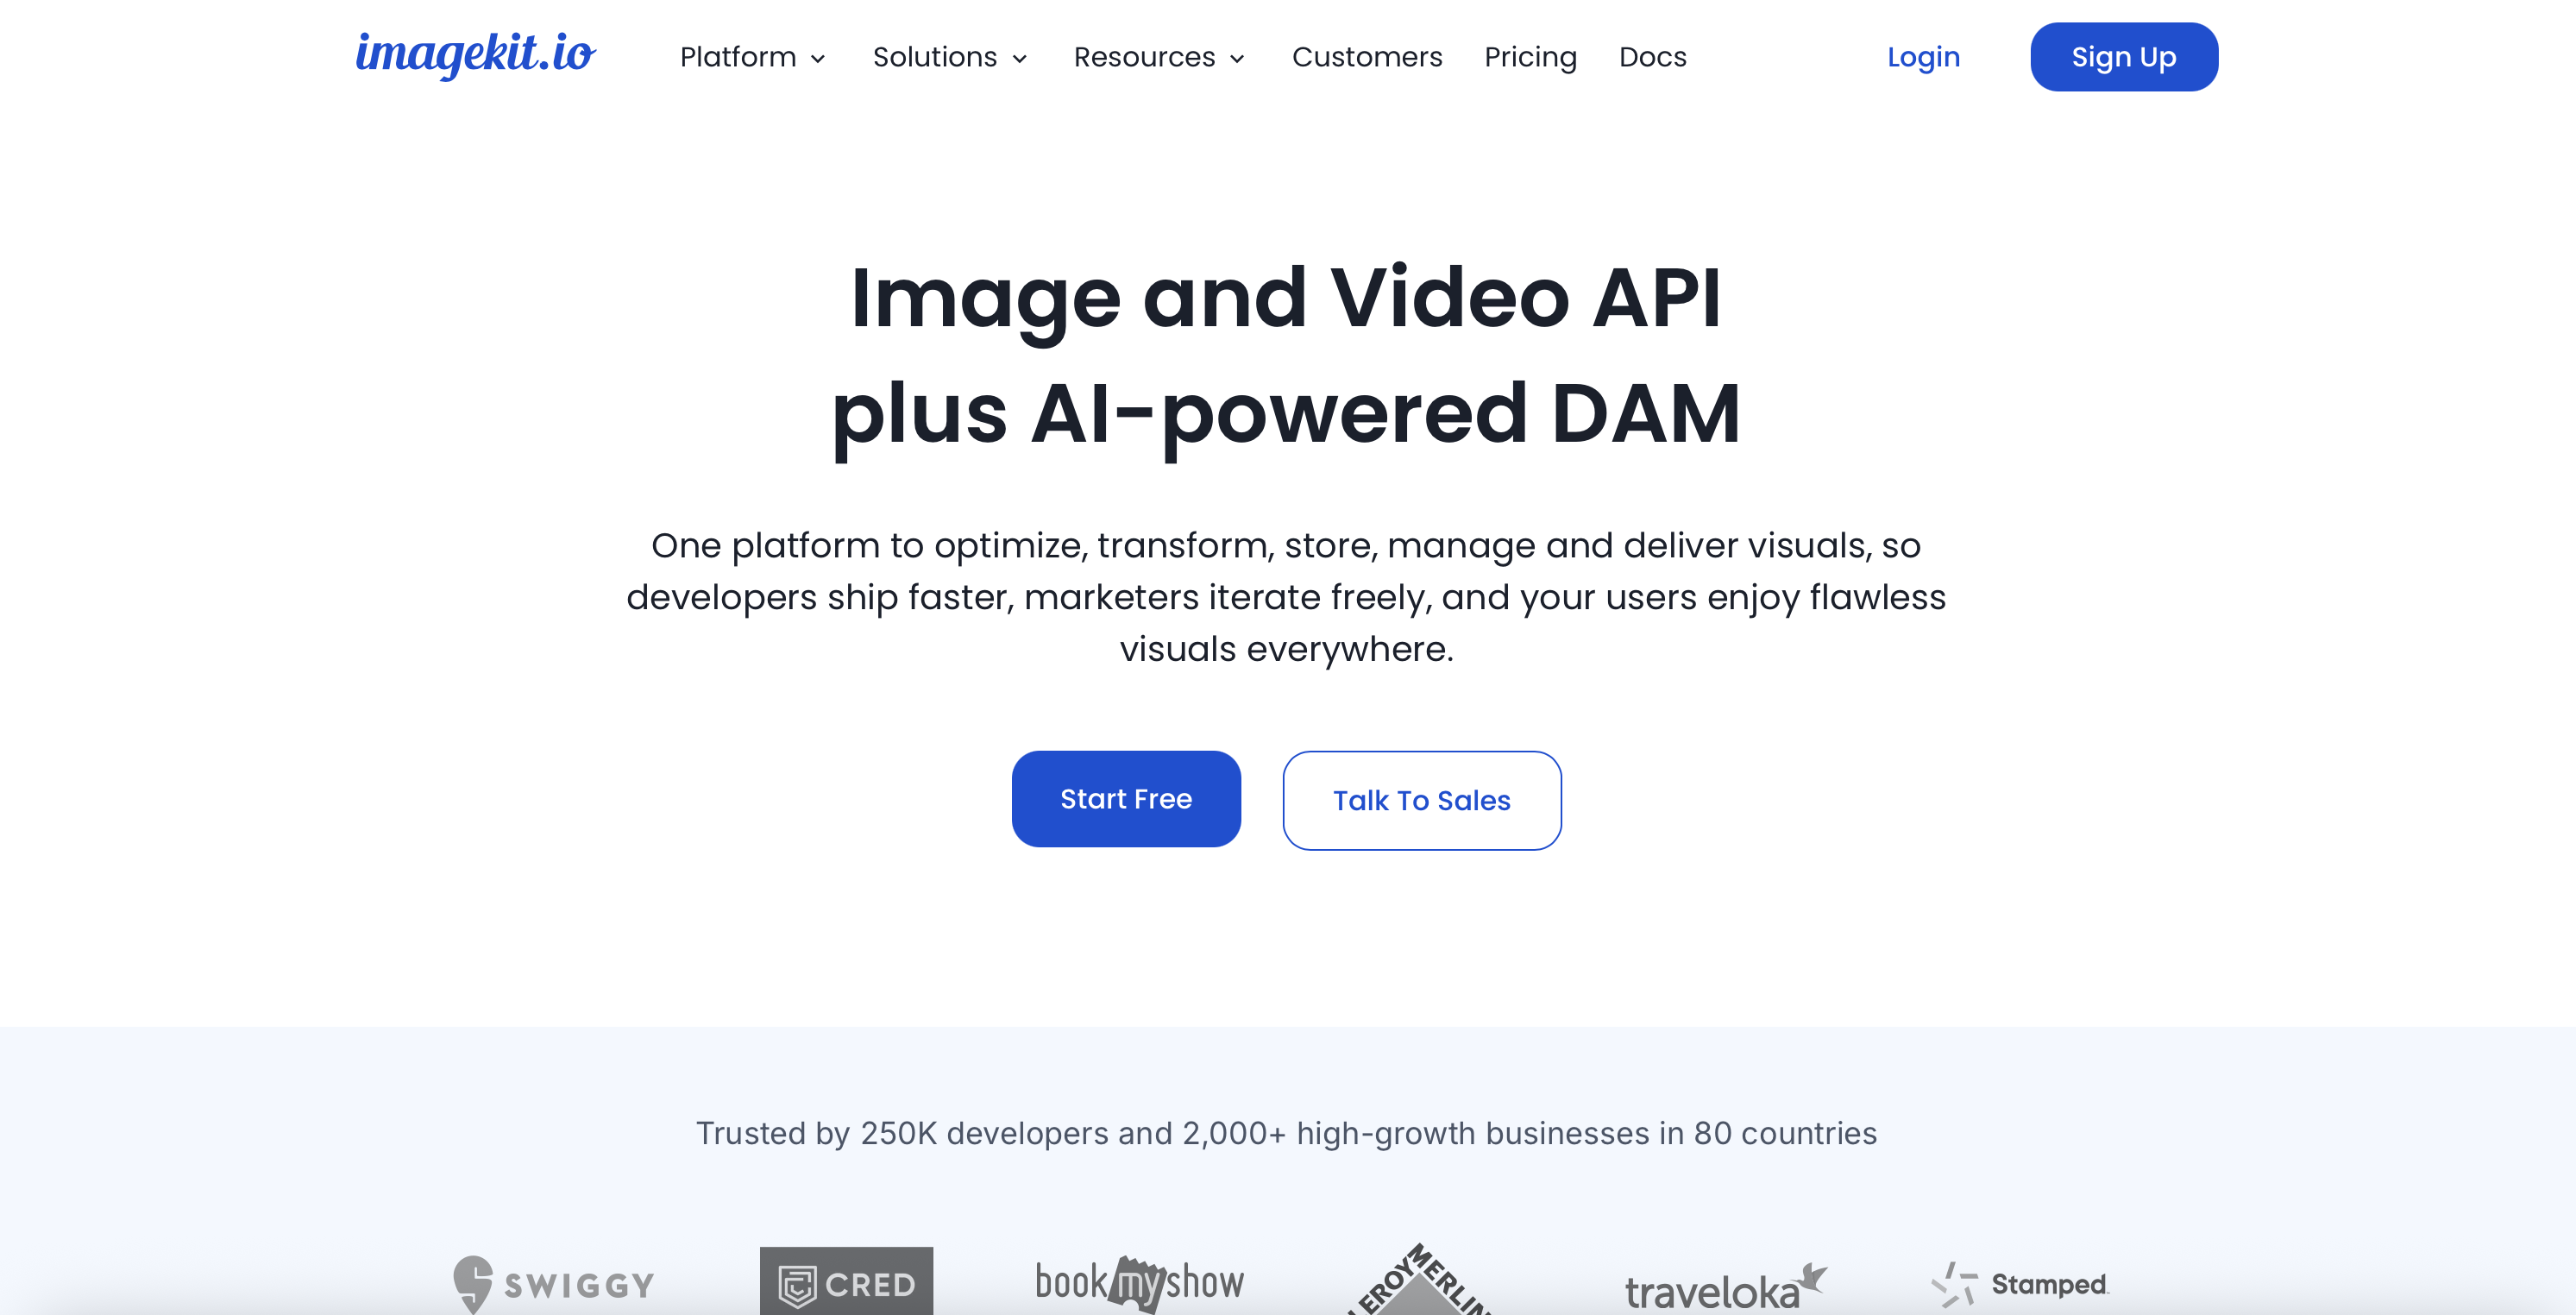 imagekit.io Platform Solutions Resources Customers Pricing Docs Login Sign Up
Image and Video API
plus AI-powered DAM
One platform to optimize, transform, store, manage and deliver visuals, so
developers ship faster, marketers iterate freely, and your users enjoy flawless
visuals everywhere.
Start Free Talk To Sales
Trusted by 250K developers and 2,000+ high-growth businesses in 80 countries
SWIGGY CRED bookmyshow LEROY MERLIN traveloka Stamped.